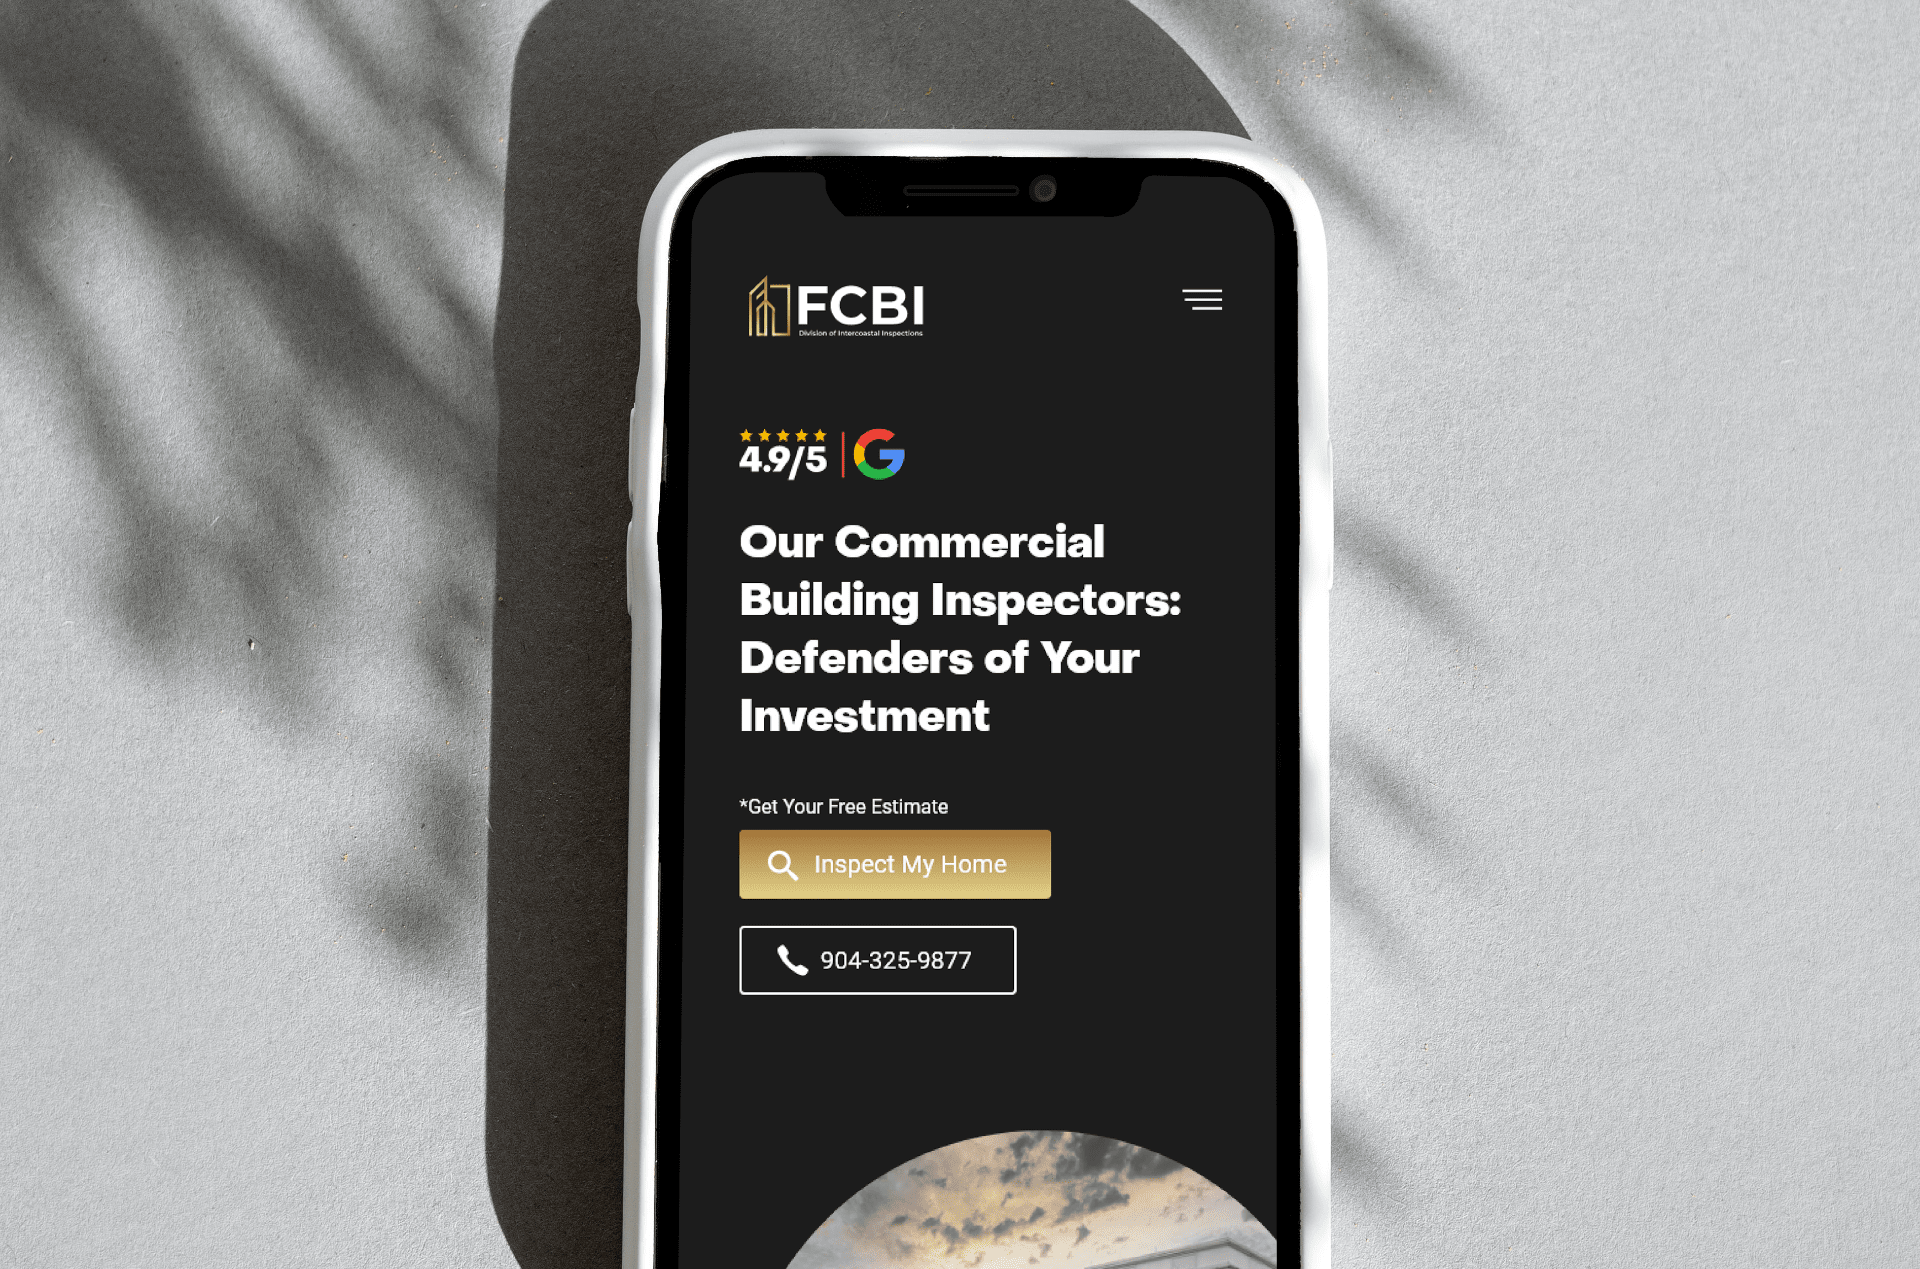 FCBI
Division of Intercoastal Inspections
4.9/5
Our Commercial
Building Inspectors:
Defenders of Your
Investment
*Get Your Free Estimate
Inspect My Home
904-325-9877